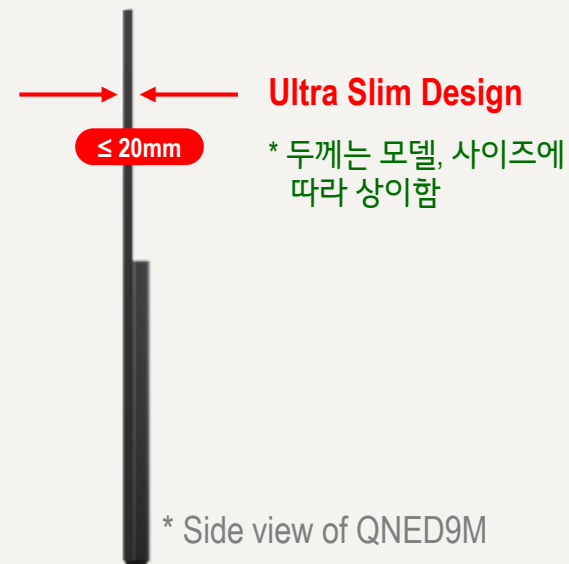 Ultra Slim Design
≤ 20mm
* 두께는 모델, 사이즈에
따라 상이함
* Side view of QNED9M